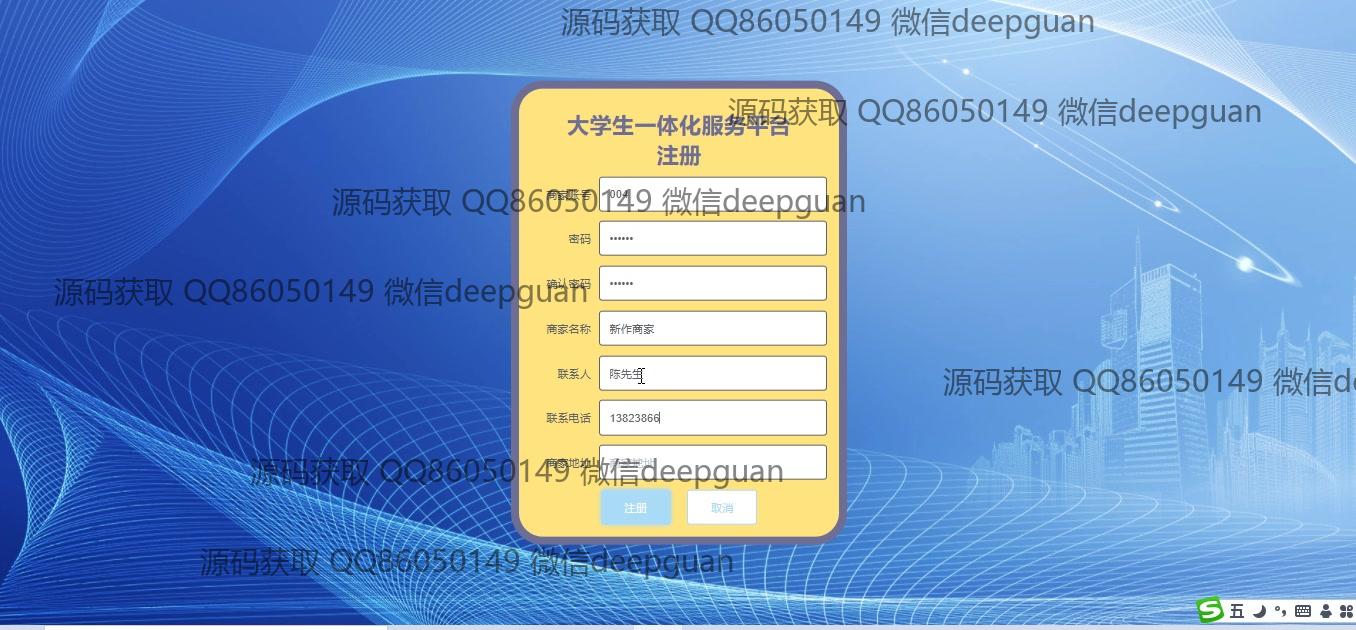 源码获取 QQ86050149 微信deepguan
源码获取 QQ86050149 微信deepguan
大学生一体化服务平台
注册
商家账号 004
源码获取 QQ86050149 微信deepguan
密码 ••••••
确认密码 ••••••
源码获取 QQ86050149 微信deepguan
商家名称 新作商家
联系人 陈先生
源码获取 QQ86050149 微信de
联系电话 13823866
商家地址 商家地址
源码获取 QQ86050149 微信deepguan
注册 取消
源码获取 QQ86050149 微信deepguan
五